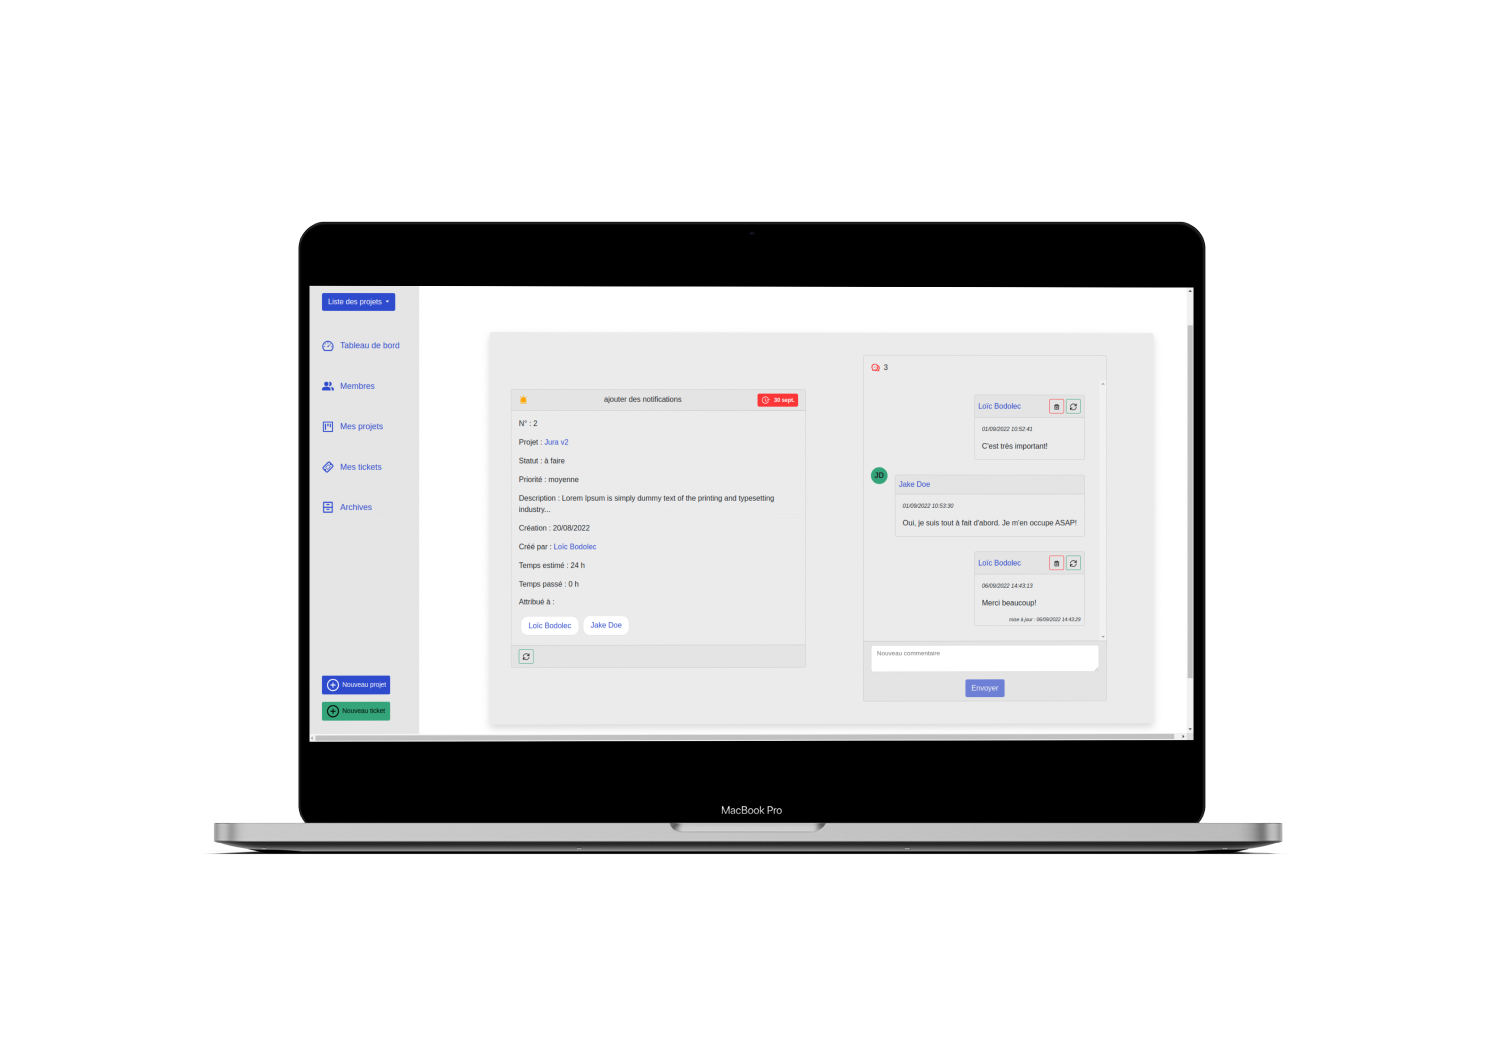 Liste des projets
Tableau de bord
Membres
Mes projets
Mes tickets
Archives
Nouveau projet
Nouveau ticket
ajouter des notifications
30 sept.
N° : 2
Projet : Jura v2
Statut : à faire
Priorité : moyenne
Description : Lorem Ipsum is simply dummy text of the printing and typesetting
industry...
Création : 20/08/2022
Créé par : Loïc Bodolec
Temps estimé : 24 h
Temps passé : 0 h
Attribué à :
Loïc Bodolec
Jake Doe
3
Loïc Bodolec
01/09/2022 10:52:41
C'est très important!
JD
Jake Doe
01/09/2022 10:53:30
Oui, je suis tout à fait d'abord. Je m'en occupe ASAP!
Loïc Bodolec
06/09/2022 14:43:13
Merci beaucoup!
mise à jour : 06/09/2022 14:43:29
Nouveau commentaire
Envoyer
MacBook Pro